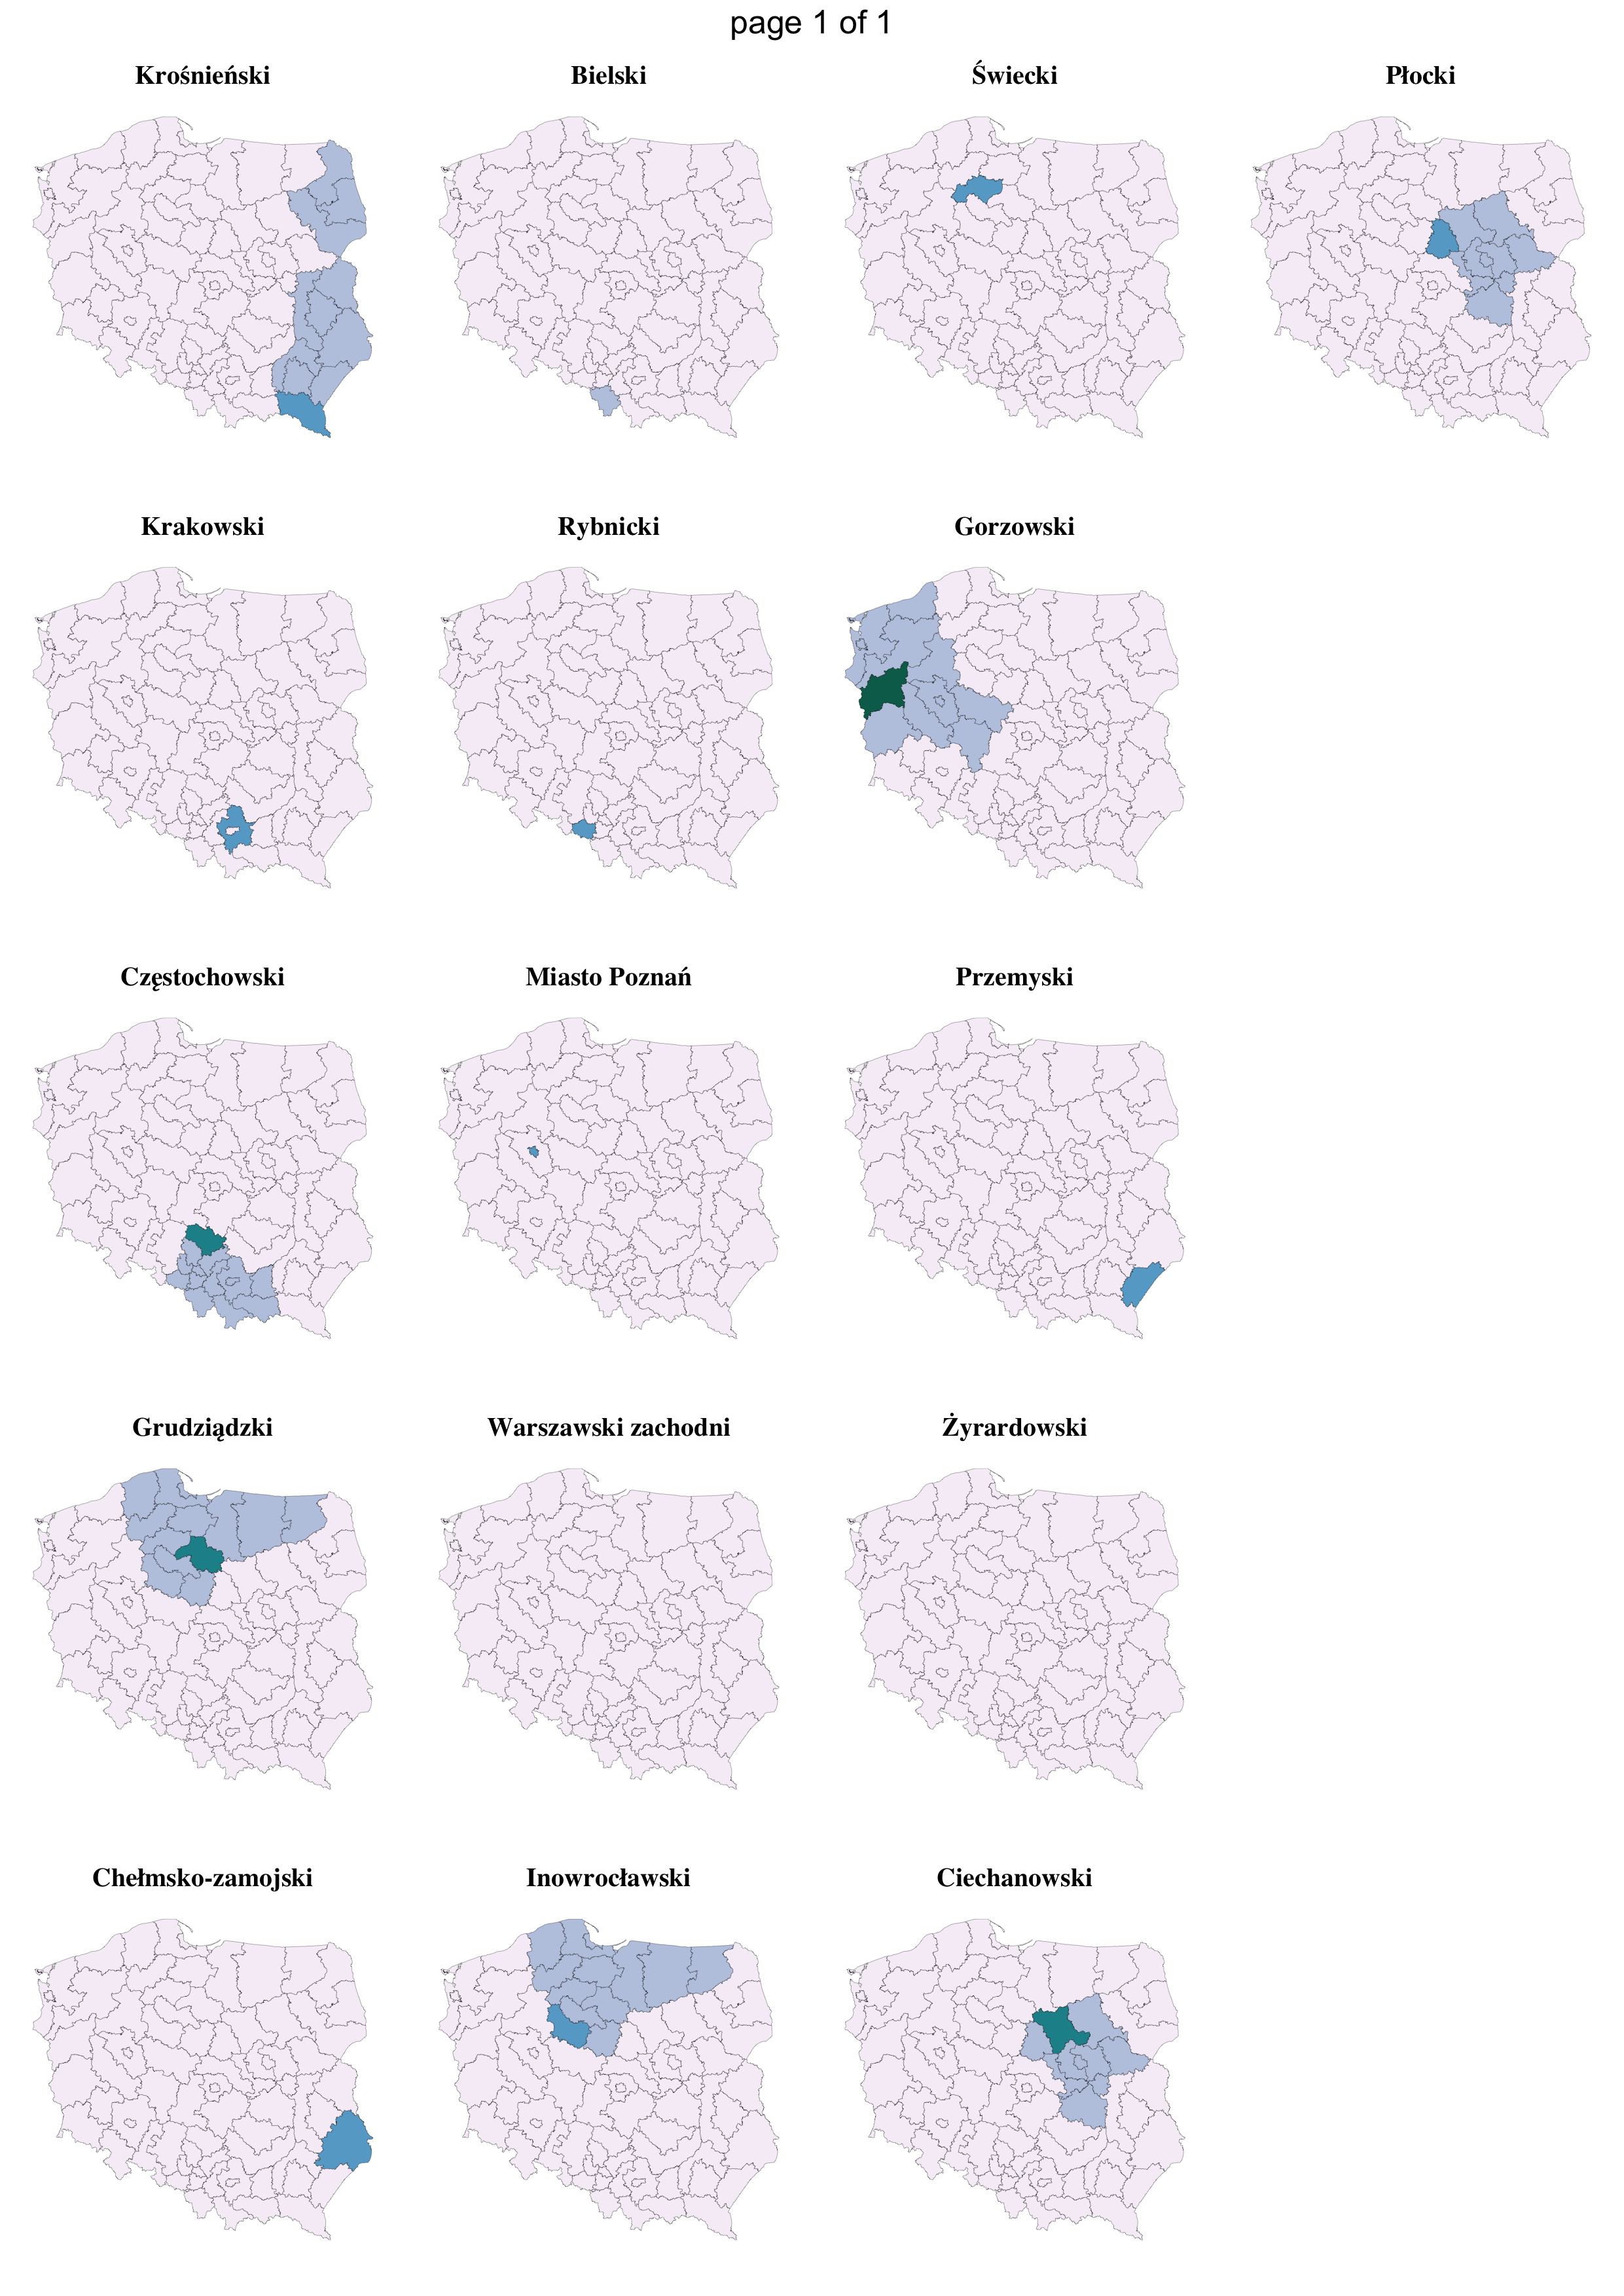 page 1 of 1
Krośnieński
Bielski
Świecki
Płocki
Krakowski
Rybnicki
Gorzowski
Częstochowski
Miasto Poznań
Przemyski
Grudziądzki
Warszawski zachodni
Żyrardowski
Chełmsko-zamojski
Inowrocławski
Ciechanowski